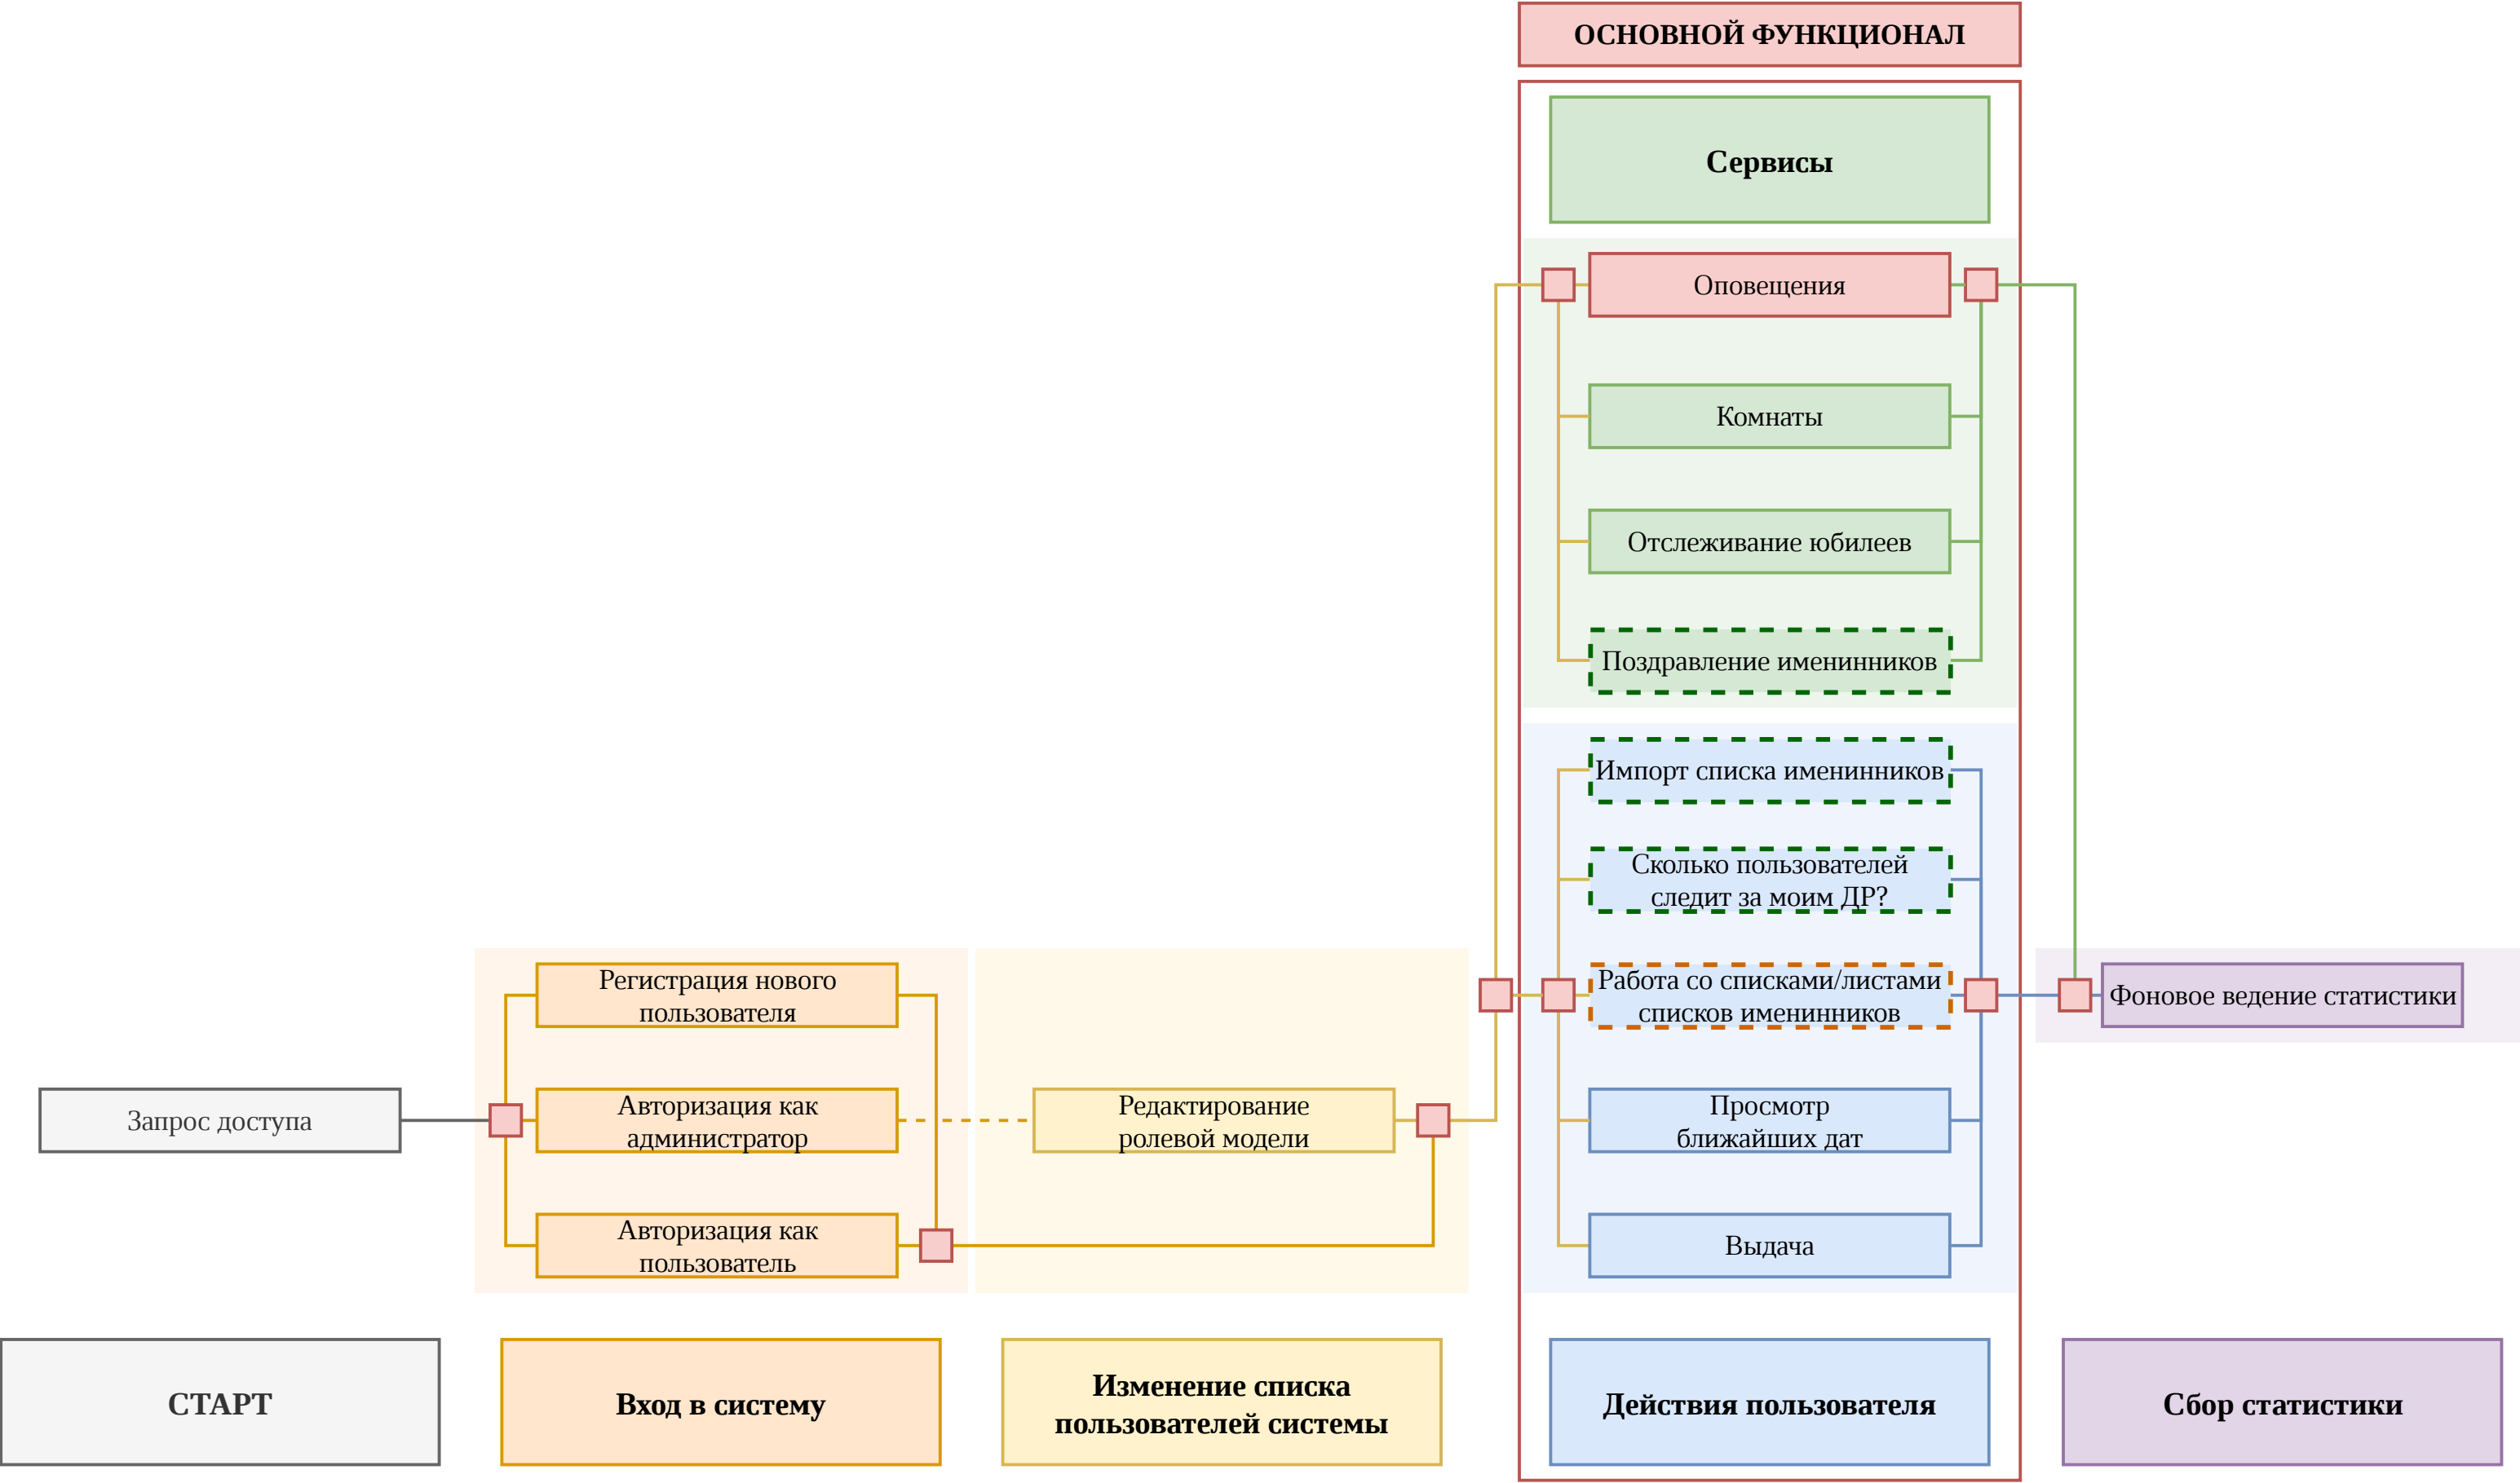 ОСНОВНОЙ ФУНКЦИОНАЛ
Сервисы
Оповещения
Комнаты
Отслеживание юбилеев
Поздравление именинников
Импорт списка именинников
Сколько пользователей
следит за моим ДР?
Регистрация нового
пользователя
Работа со списками/листами
списков именинников
Фоновое ведение статистики
Запрос доступа
Авторизация как
администратор
Редактирование
ролевой модели
Просмотр
ближайших дат
Авторизация как
пользователь
Выдача
СТАРТ
Вход в систему
Изменение списка
пользователей системы
Действия пользователя
Сбор статистики